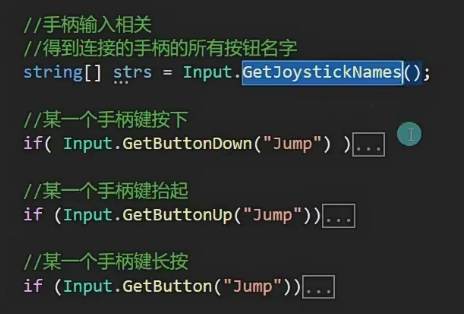 //手柄输入相关
//得到连接的手柄的所有按钮名字
string[] strs = Input.GetJoystickNames();
//某一个手柄键按下
if( Input.GetButtonDown("Jump") )...
//某一个手柄键抬起
if (Input.GetButtonUp("Jump"))...
//某一个手柄键长按
if (Input.GetButton("Jump"))...